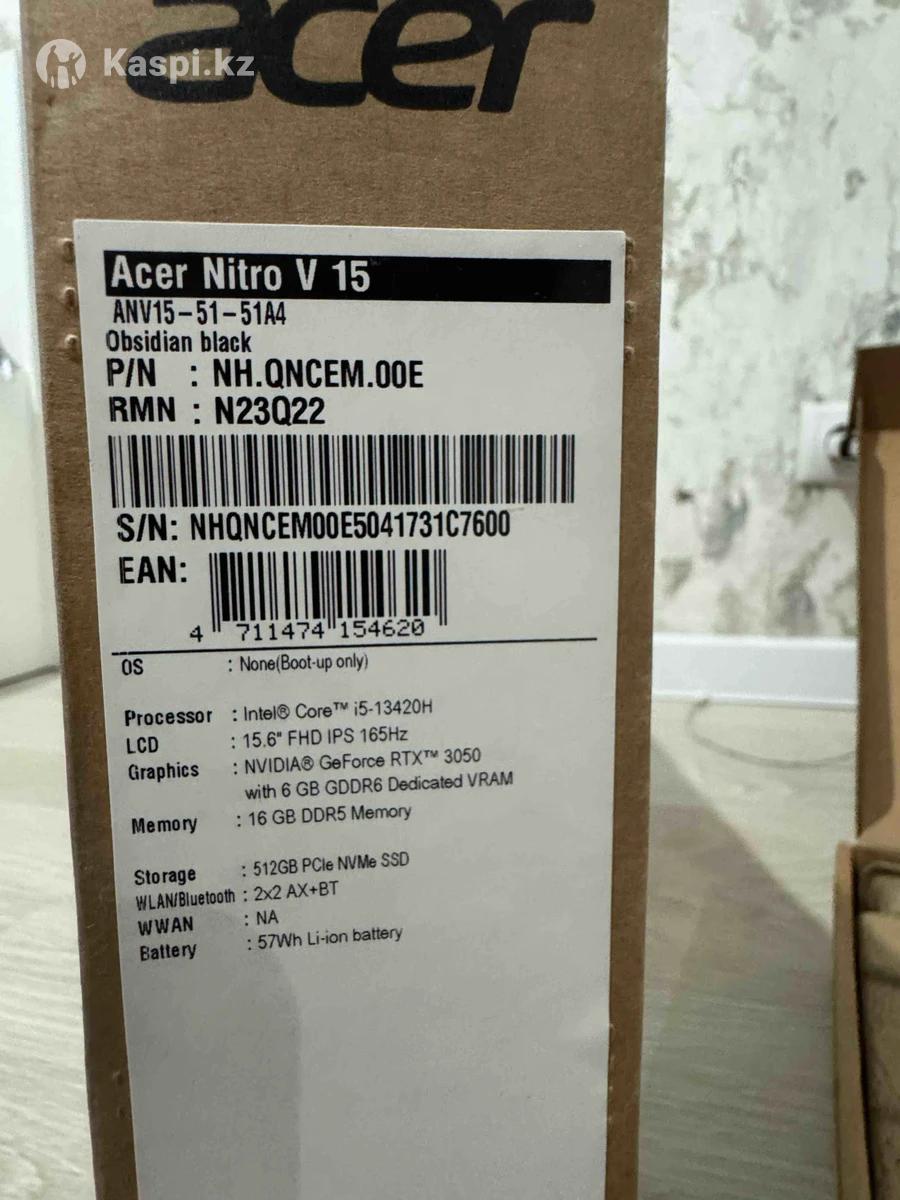 acer
Kaspi.kz
Acer Nitro V 15
ANV15-51-51A4
Obsidian black
P/N : NH.QNCEM.00E
RMN : N23Q22
S/N: NHQNCEM00E5041731C7600
EAN:
4 711474 154620
OS : None(Boot-up only)
Processor : Intel® Core™ i5-13420H
LCD : 15.6" FHD IPS 165Hz
Graphics : NVIDIA® GeForce RTX™ 3050
with 6 GB GDDR6 Dedicated VRAM
Memory : 16 GB DDR5 Memory
Storage : 512GB PCIe NVMe SSD
WLAN/Bluetooth : 2x2 AX+BT
WWAN : NA
Battery : 57Wh Li-ion battery